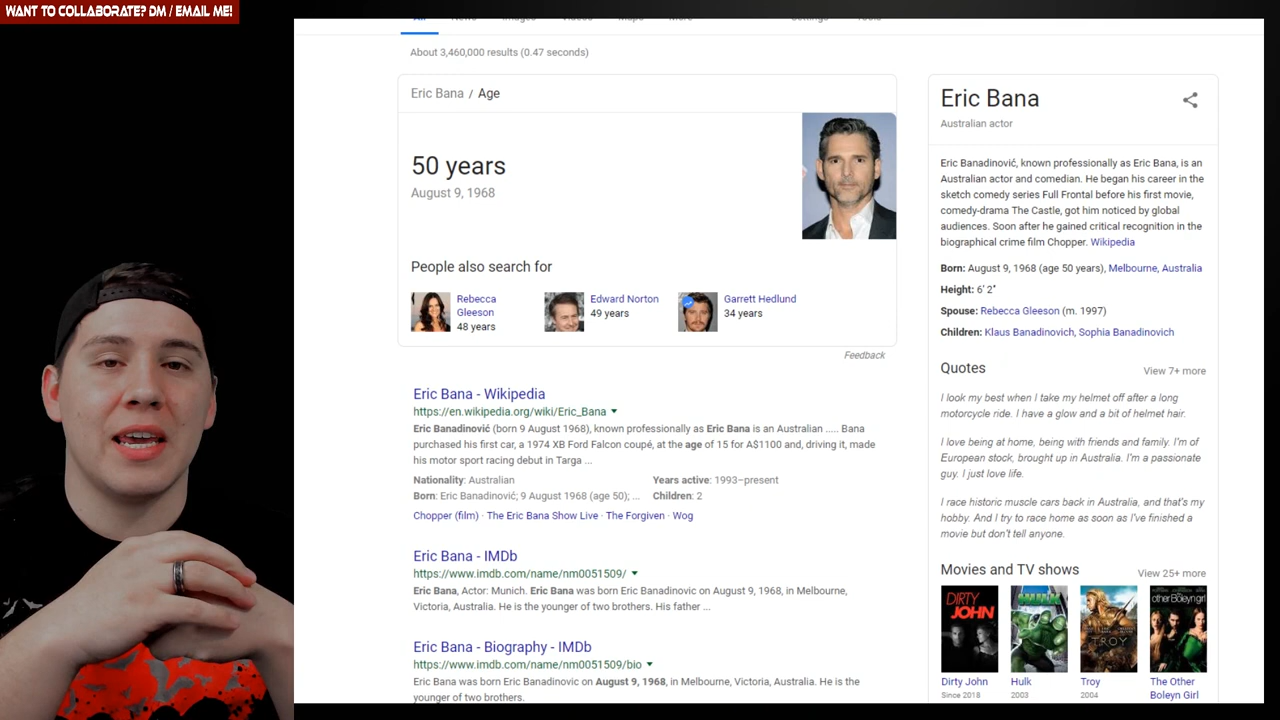 WANT TO COLLABORATE? DM / EMAIL ME!
All News Images Videos Maps More Settings Tools
About 3,460,000 results (0.47 seconds)
Eric Bana / Age
50 years
August 9, 1968
People also search for
Rebecca
Gleeson
48 years
Edward Norton
49 years
Garrett Hedlund
34 years
Feedback
Eric Bana - Wikipedia
https://en.wikipedia.org/wiki/Eric_Bana
Eric Banadinović (born 9 August 1968), known professionally as Eric Bana is an Australian ..... Bana
purchased his first car, a 1974 XB Ford Falcon coupé, at the age of 15 for A$1100 and, driving it, made
his motor sport racing debut in Targa ...
Nationality: Australian
Years active: 1993–present
Born: Eric Banadinović; 9 August 1968 (age 50); ...
Children: 2
Chopper (film) · The Eric Bana Show Live · The Forgiven · Wog
Eric Bana - IMDb
https://www.imdb.com/name/nm0051509/
Eric Bana, Actor: Munich. Eric Bana was born Eric Banadinovic on August 9, 1968, in Melbourne,
Victoria, Australia. He is the younger of two brothers. His father ...
Eric Bana - Biography - IMDb
https://www.imdb.com/name/nm0051509/bio
Eric Bana was born Eric Banadinovic on August 9, 1968, in Melbourne, Victoria, Australia. He is the
younger of two brothers.
Eric Bana
Australian actor
Eric Banadinović, known professionally as Eric Bana, is an
Australian actor and comedian. He began his career in the
sketch comedy series Full Frontal before his first movie,
comedy-drama The Castle, got him noticed by global
audiences. Soon after he gained critical recognition in the
biographical crime film Chopper. Wikipedia
Born: August 9, 1968 (age 50 years), Melbourne, Australia
Height: 6′ 2″
Spouse: Rebecca Gleeson (m. 1997)
Children: Klaus Banadinovich, Sophia Banadinovich
Quotes
View 7+ more
I look my best when I take my helmet off after a long
motorcycle ride. I have a glow and a bit of helmet hair.
I love being at home, being with friends and family. I'm of
European stock, brought up in Australia. I'm a passionate
guy. I just love life.
I race historic muscle cars back in Australia, and that's my
hobby. And I try to race home as soon as I've finished a
movie but don't tell anyone.
Movies and TV shows
View 25+ more
DIRTY
JOHN
HULK
TROY
other Boleyn girl
Dirty John
Since 2018
Hulk
2003
Troy
2004
The Other
Boleyn Girl